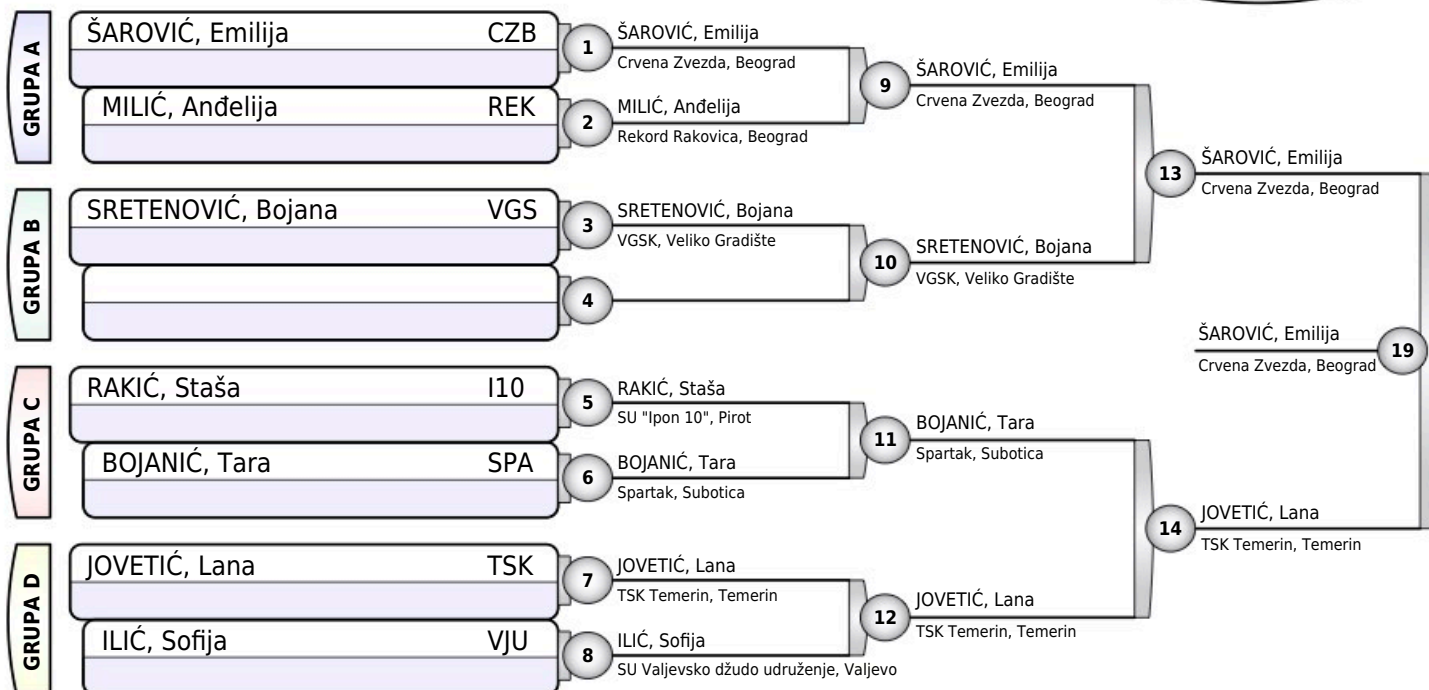 GRUPA A
ŠAROVIĆ, Emilija CZB
MILIĆ, Anđelija REK
1
ŠAROVIĆ, Emilija
Crvena Zvezda, Beograd
2
MILIĆ, Anđelija
Rekord Rakovica, Beograd
9
ŠAROVIĆ, Emilija
Crvena Zvezda, Beograd
GRUPA B
SRETENOVIĆ, Bojana VGS
3
SRETENOVIĆ, Bojana
VGSK, Veliko Gradište
4
10
SRETENOVIĆ, Bojana
VGSK, Veliko Gradište
13
ŠAROVIĆ, Emilija
Crvena Zvezda, Beograd
GRUPA C
RAKIĆ, Staša I10
BOJANIĆ, Tara SPA
5
RAKIĆ, Staša
SU "Ipon 10", Pirot
6
BOJANIĆ, Tara
Spartak, Subotica
11
BOJANIĆ, Tara
Spartak, Subotica
GRUPA D
JOVETIĆ, Lana TSK
ILIĆ, Sofija VJU
7
JOVETIĆ, Lana
TSK Temerin, Temerin
8
ILIĆ, Sofija
SU Valjevsko džudo udruženje, Valjevo
12
JOVETIĆ, Lana
TSK Temerin, Temerin
14
JOVETIĆ, Lana
TSK Temerin, Temerin
ŠAROVIĆ, Emilija
Crvena Zvezda, Beograd
19